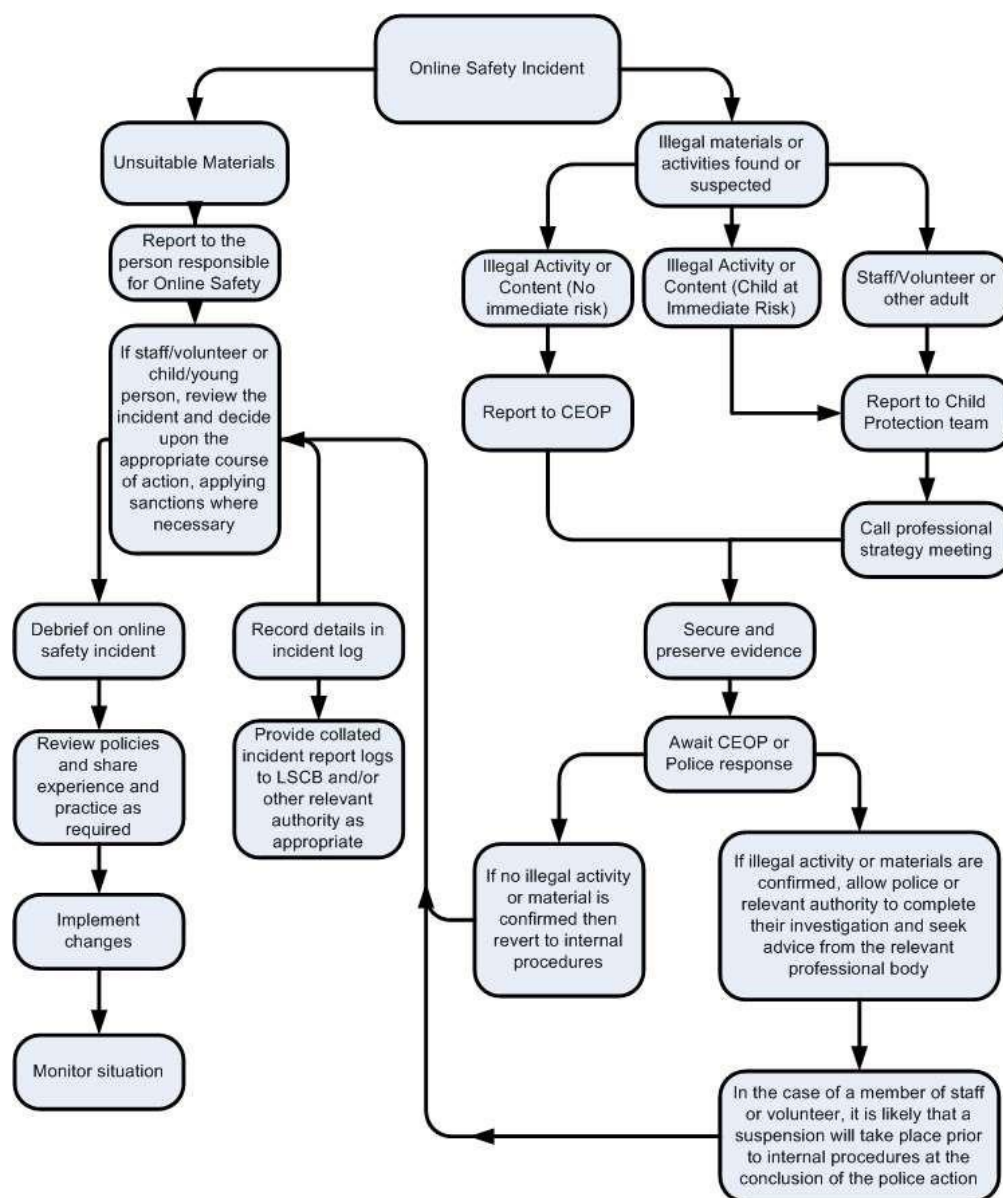 Online Safety Incident
Unsuitable Materials
Illegal materials or
activities found or
suspected
Report to the
person responsible
for Online Safety
Illegal Activity or
Content (No
immediate risk)
Illegal Activity or
Content (Child at
Immediate Risk)
Staff/Volunteer or
other adult
If staff/volunteer or
child/young
person, review the
incident and decide
upon the
appropriate course
of action, applying
sanctions where
necessary
Report to CEOP
Report to Child
Protection team
Call professional
strategy meeting
Debrief on online
safety incident
Record details in
incident log
Secure and
preserve evidence
Review policies
and share
experience and
practice as
required
Provide collated
incident report logs
to LSCB and/or
other relevant
authority as
appropriate
Await CEOP or
Police response
If no illegal activity
or material is
confirmed then
revert to internal
procedures
If illegal activity or materials are
confirmed, allow police or
relevant authority to complete
their investigation and seek
advice from the relevant
professional body
Implement
changes
Monitor situation
In the case of a member of staff
or volunteer, it is likely that a
suspension will take place prior
to internal procedures at the
conclusion of the police action